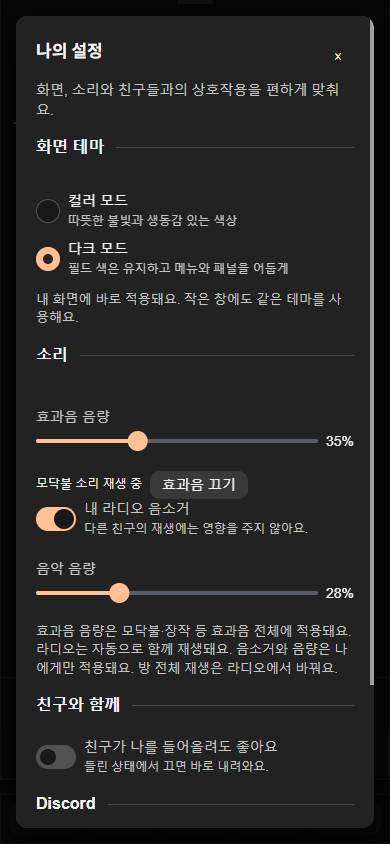 나의 설정
x
화면, 소리와 친구들과의 상호작용을 편하게 맞춰
요.
화면 테마
컬러 모드
따뜻한 불빛과 생동감 있는 색상
다크 모드
필드 색은 유지하고 메뉴와 패널을 어둡게
내 화면에 바로 적용돼요. 작은 창에도 같은 테마를 사
용해요.
소리
효과음 음량
35%
모닥불 소리 재생 중
효과음 끄기
내 라디오 음소거
다른 친구의 재생에는 영향을 주지 않아요.
음악 음량
28%
효과음 음량은 모닥불·장작 등 효과음 전체에 적용돼요.
라디오는 자동으로 함께 재생돼요. 음소거와 음량은 나
에게만 적용돼요. 방 전체 재생은 라디오에서 바꿔요.
친구와 함께
친구가 나를 들어올려도 좋아요
들린 상태에서 끄면 바로 내려와요.
Discord